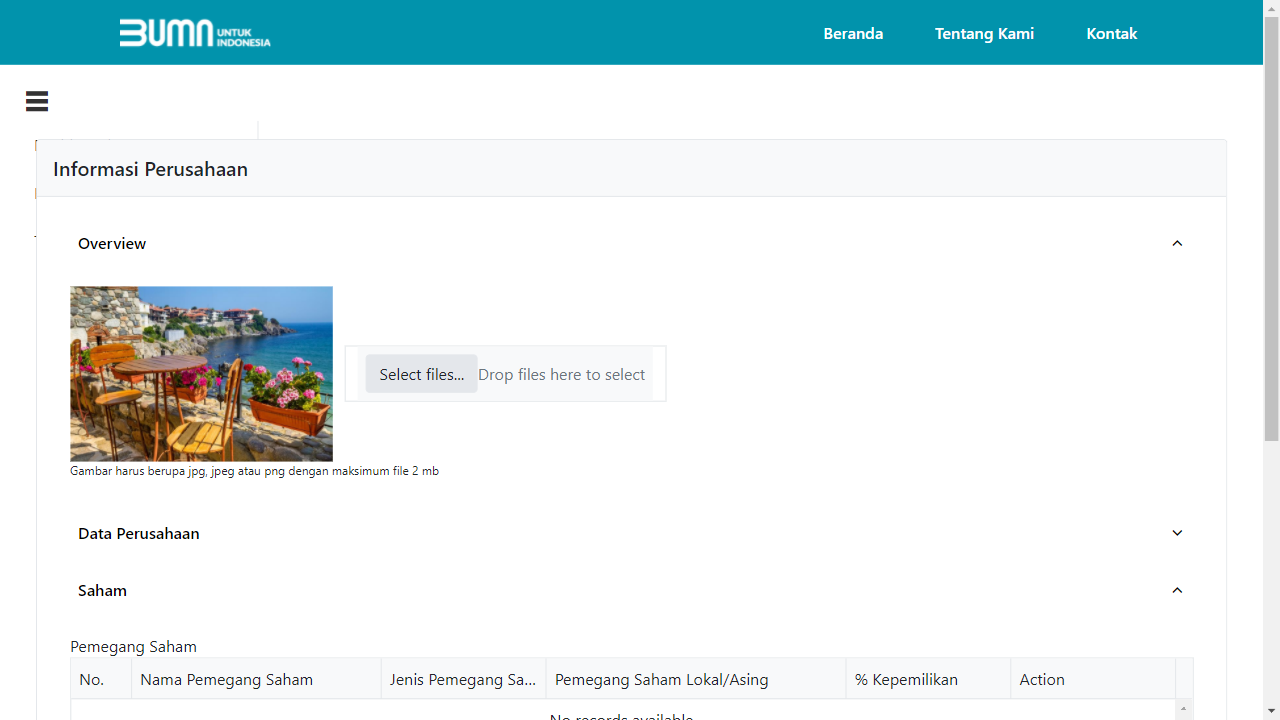 BUMN UNTUK INDONESIA
Beranda
Tentang Kami
Kontak
Informasi Perusahaan
Overview
Select files...
Drop files here to select
Gambar harus berupa jpg, jpeg atau png dengan maksimum file 2 mb
Data Perusahaan
Saham
Pemegang Saham
No.
Nama Pemegang Saham
Jenis Pemegang Sa...
Pemegang Saham Lokal/Asing
% Kepemilikan
Action
No records available